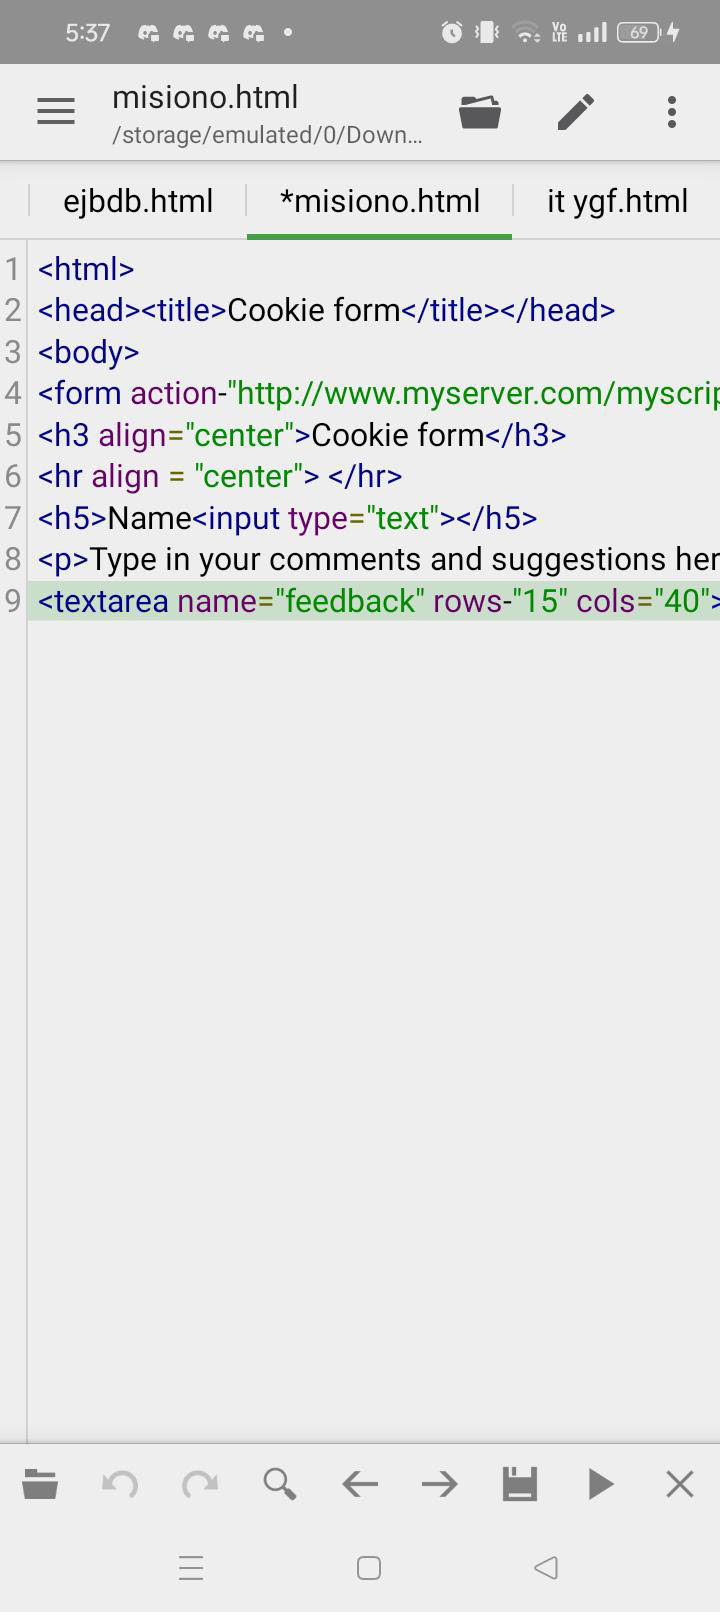 5:37
Vo
LTE
69
misiono.html
/storage/emulated/0/Down...
ejbdb.html
*misiono.html
it ygf.html
1 <html>
2 <head><title>Cookie form</title></head>
3 <body>
4 <form action-"http://www.myserver.com/myscrip
5 <h3 align="center">Cookie form</h3>
6 <hr align = "center"> </hr>
7 <h5>Name<input type="text"></h5>
8 <p>Type in your comments and suggestions her
9 <textarea name="feedback" rows-"15" cols="40">